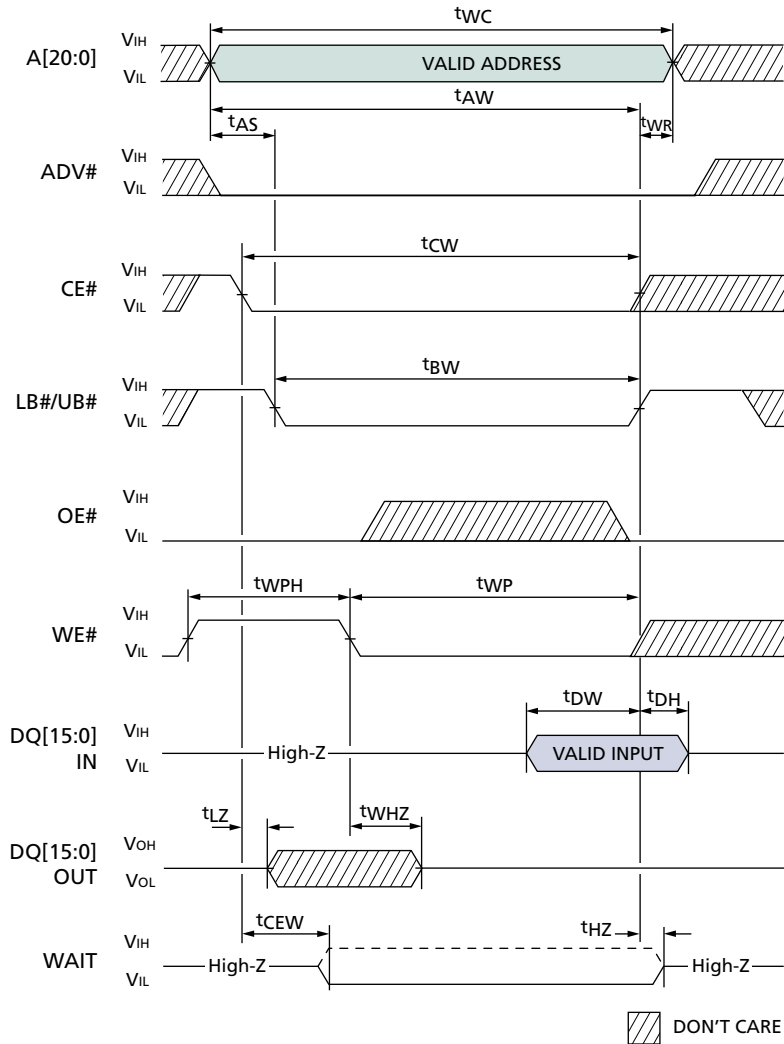 tWC
A[20:0] VIH VIL VALID ADDRESS
tAW
tAS tWR
ADV# VIH VIL
tCW
CE# VIH VIL
tBW
LB#/UB# VIH VIL
OE# VIH VIL
tWPH tWP
WE# VIH VIL
tDW tDH
DQ[15:0] IN VIH VIL High-Z VALID INPUT
tLZ tWHZ
DQ[15:0] OUT VOH VOL
tCEW tHZ
WAIT VIH VIL High-Z High-Z
DON'T CARE